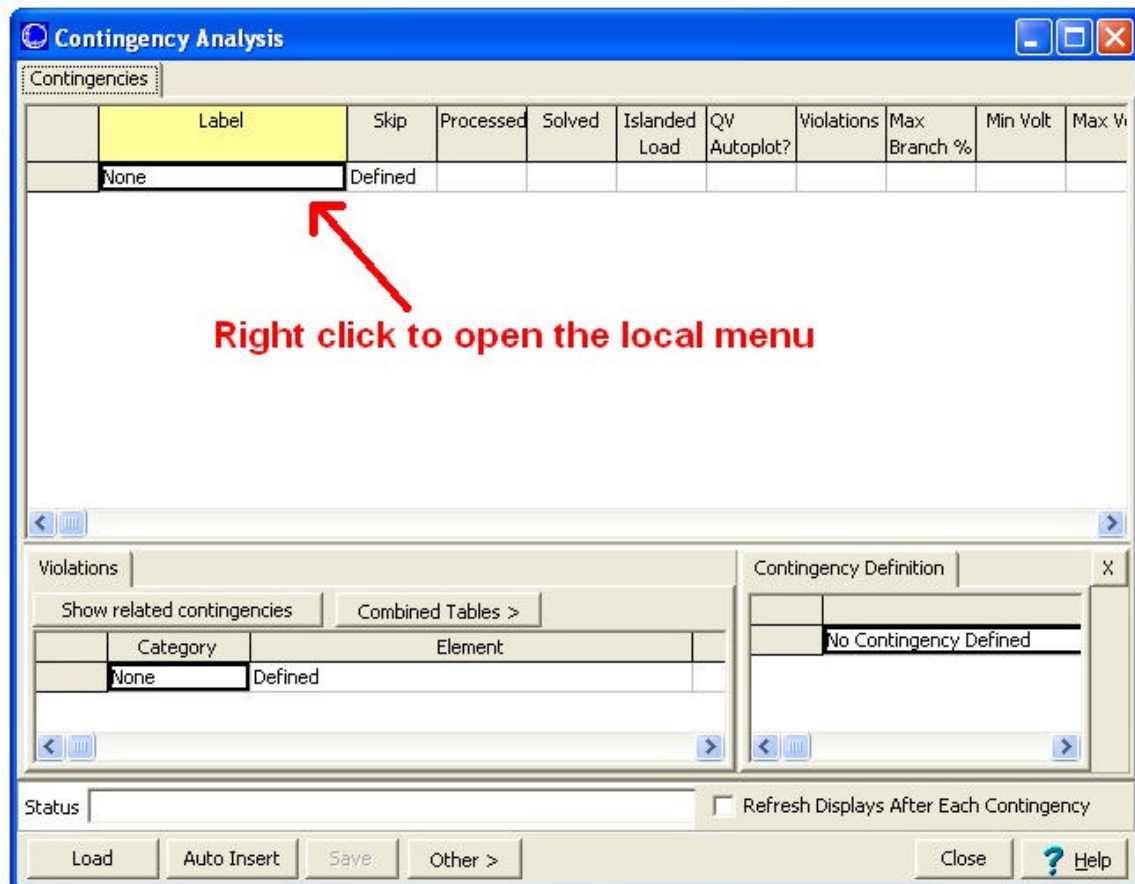 Contingency Analysis
Contingencies
Label Skip Processed Solved Islanded Load QV Autoplot? Violations Max Branch % Min Volt Max V
None Defined
Right click to open the local menu
Violations
Contingency Definition X
Show related contingencies Combined Tables >
Category Element
None Defined
No Contingency Defined
Status
Refresh Displays After Each Contingency
Load Auto Insert Save Other > Close ? Help